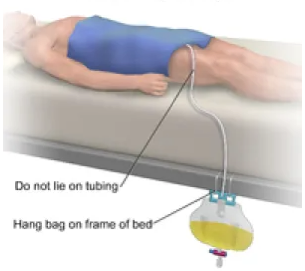 Do not lie on tubing
Hang bag on frame of bed